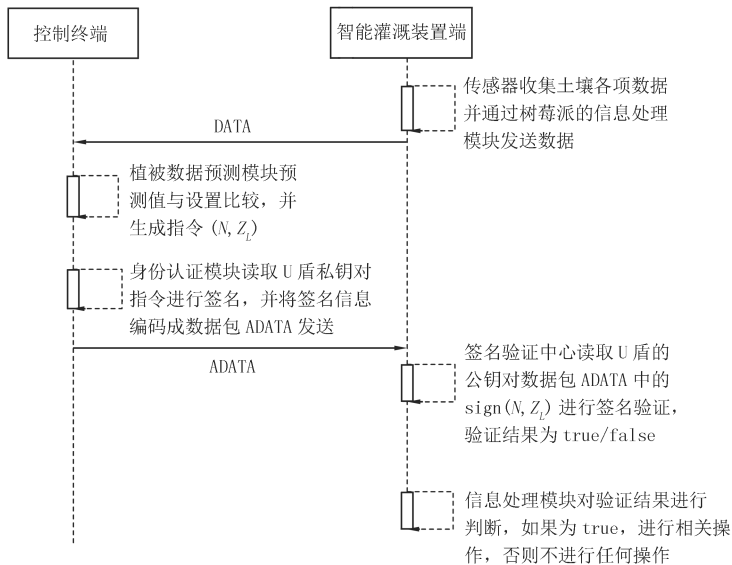 控制终端
智能灌溉装置端
传感器收集土壤各项数据
并通过树莓派的信息处理
模块发送数据
DATA
植被数据预测模块预
测值与设置比较，并
生成指令 (N,Z_L)
身份认证模块读取 U 盾私钥对
指令进行签名，并将签名信息
编码成数据包 ADATA 发送
ADATA
签名验证中心读取 U 盾的
公钥对数据包 ADATA 中的
sign(N,Z_L) 进行签名验证，
验证结果为 true/false
信息处理模块对验证结果进行
判断，如果为 true，进行相关操
作，否则不进行任何操作